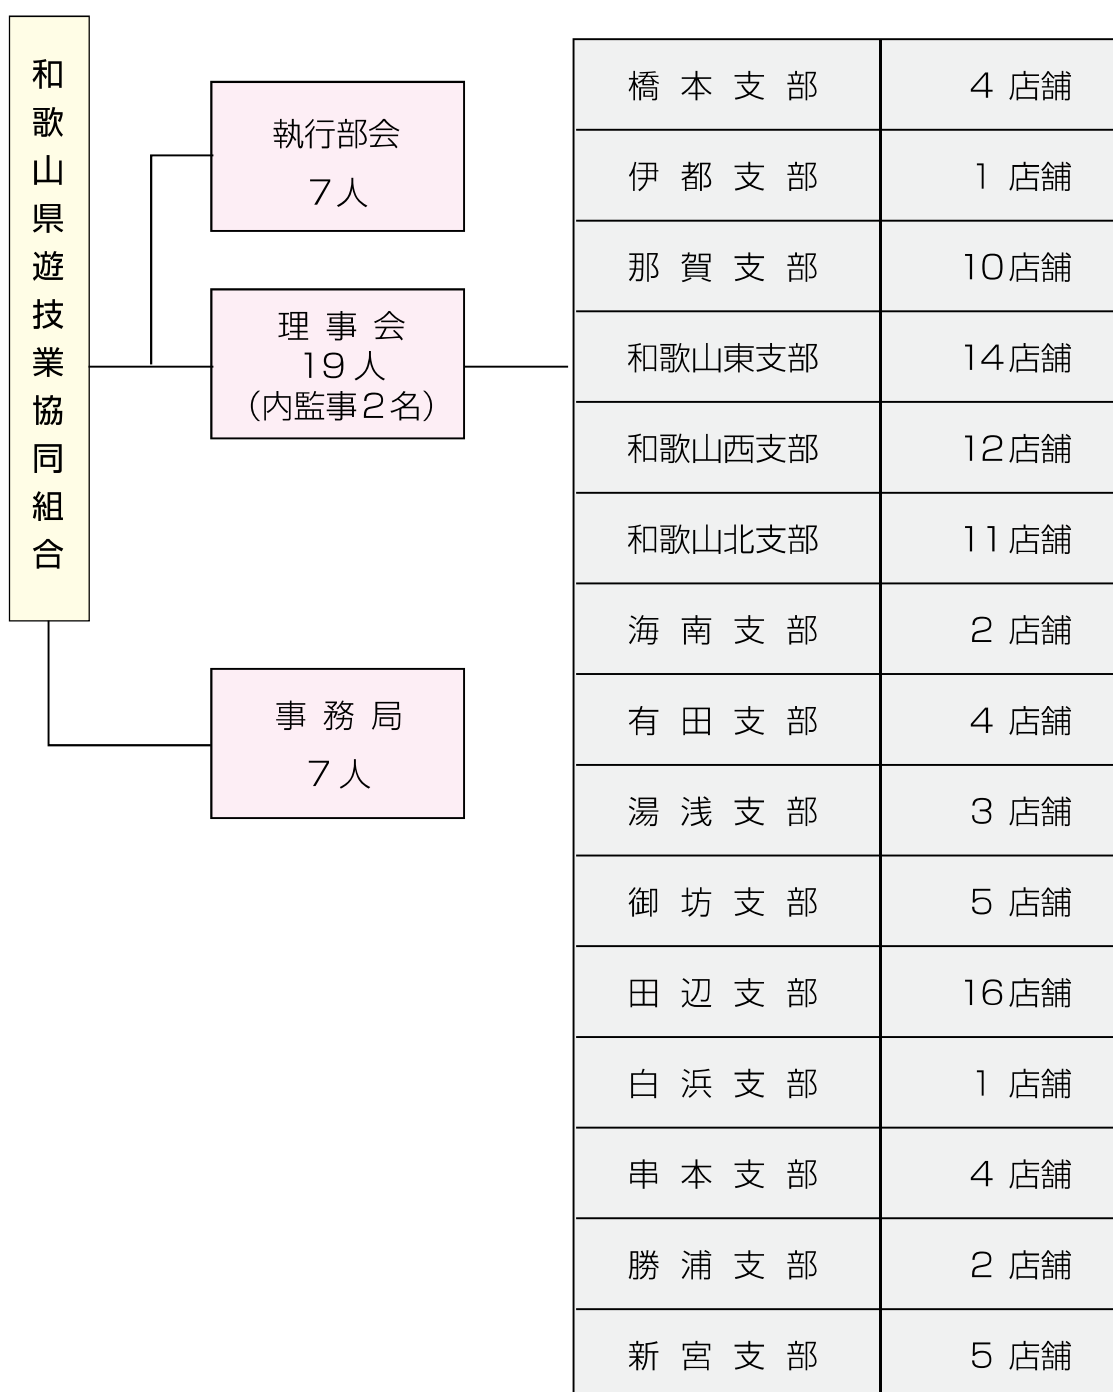 和歌山県遊技業協同組合
執行部会
7人
理事会
19人
（内監事2名）
事務局
7人
橋本支部 4店舗
伊都支部 1店舗
那賀支部 10店舗
和歌山東支部 14店舗
和歌山西支部 12店舗
和歌山北支部 11店舗
海南支部 2店舗
有田支部 4店舗
湯浅支部 3店舗
御坊支部 5店舗
田辺支部 16店舗
白浜支部 1店舗
串本支部 4店舗
勝浦支部 2店舗
新宮支部 5店舗